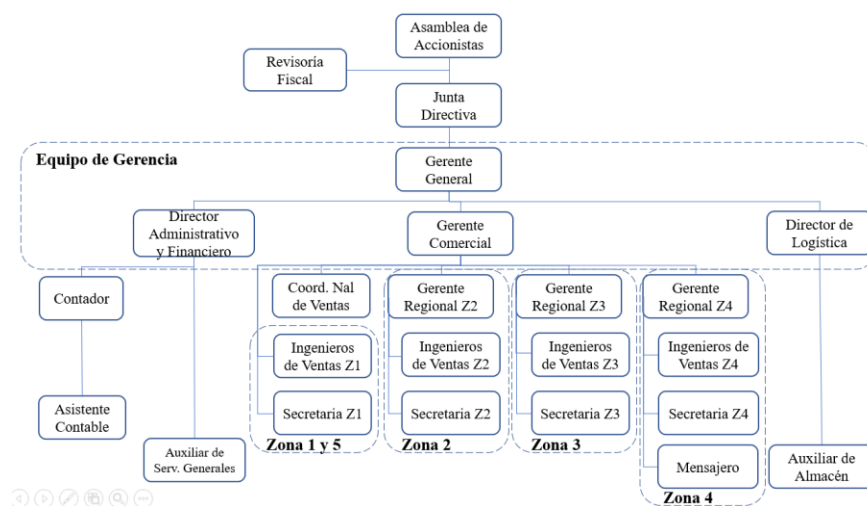 Asamblea de
Accionistas
Revisoría
Fiscal
Junta
Directiva
Equipo de Gerencia
Gerente
General
Director
Administrativo
y Financiero
Gerente
Comercial
Director de
Logística
Contador
Coord. Nal
de Ventas
Gerente
Regional Z2
Gerente
Regional Z3
Gerente
Regional Z4
Ingenieros
de Ventas Z1
Ingenieros
de Ventas Z2
Ingenieros
de Ventas Z3
Ingenieros de
Ventas Z4
Asistente
Contable
Secretaria Z1
Secretaria Z2
Secretaria Z3
Secretaria Z4
Auxiliar de
Serv. Generales
Zona 1 y 5
Zona 2
Zona 3
Mensajero
Auxiliar de
Almacén
Zona 4